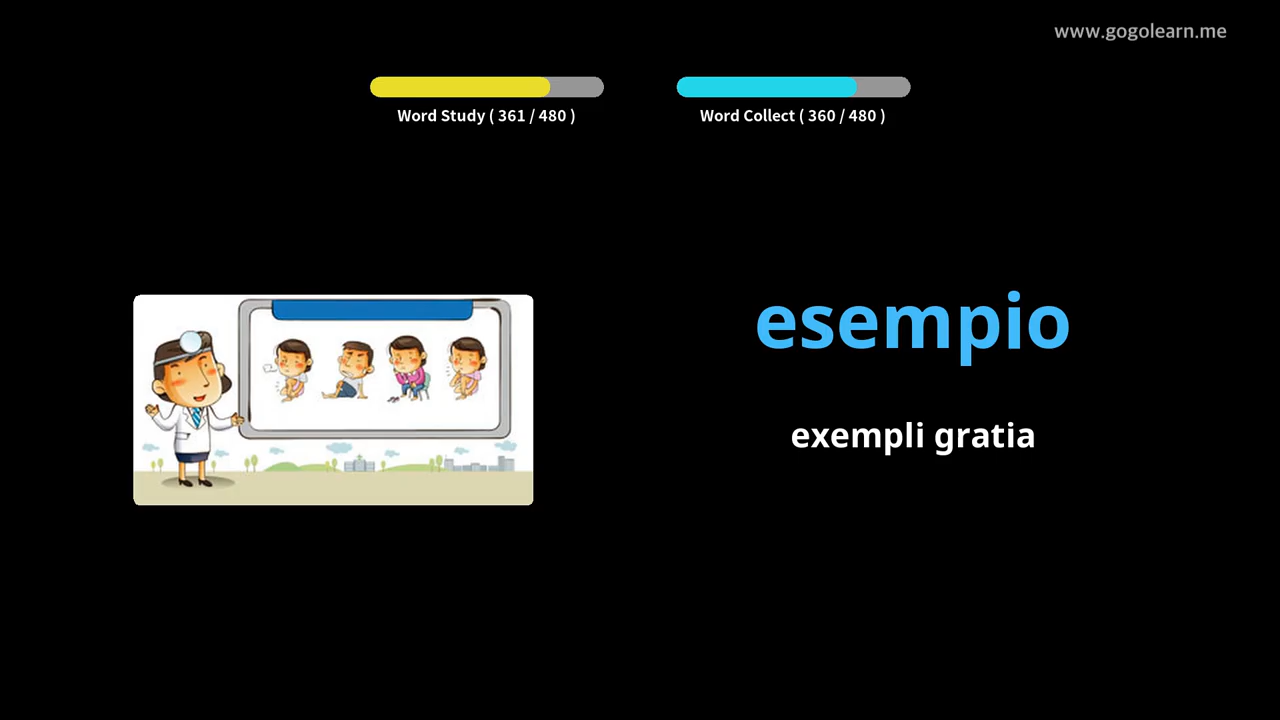 www.gogolearn.me
Word Study ( 361 / 480 )
Word Collect ( 360 / 480 )
esempio
exempli gratia